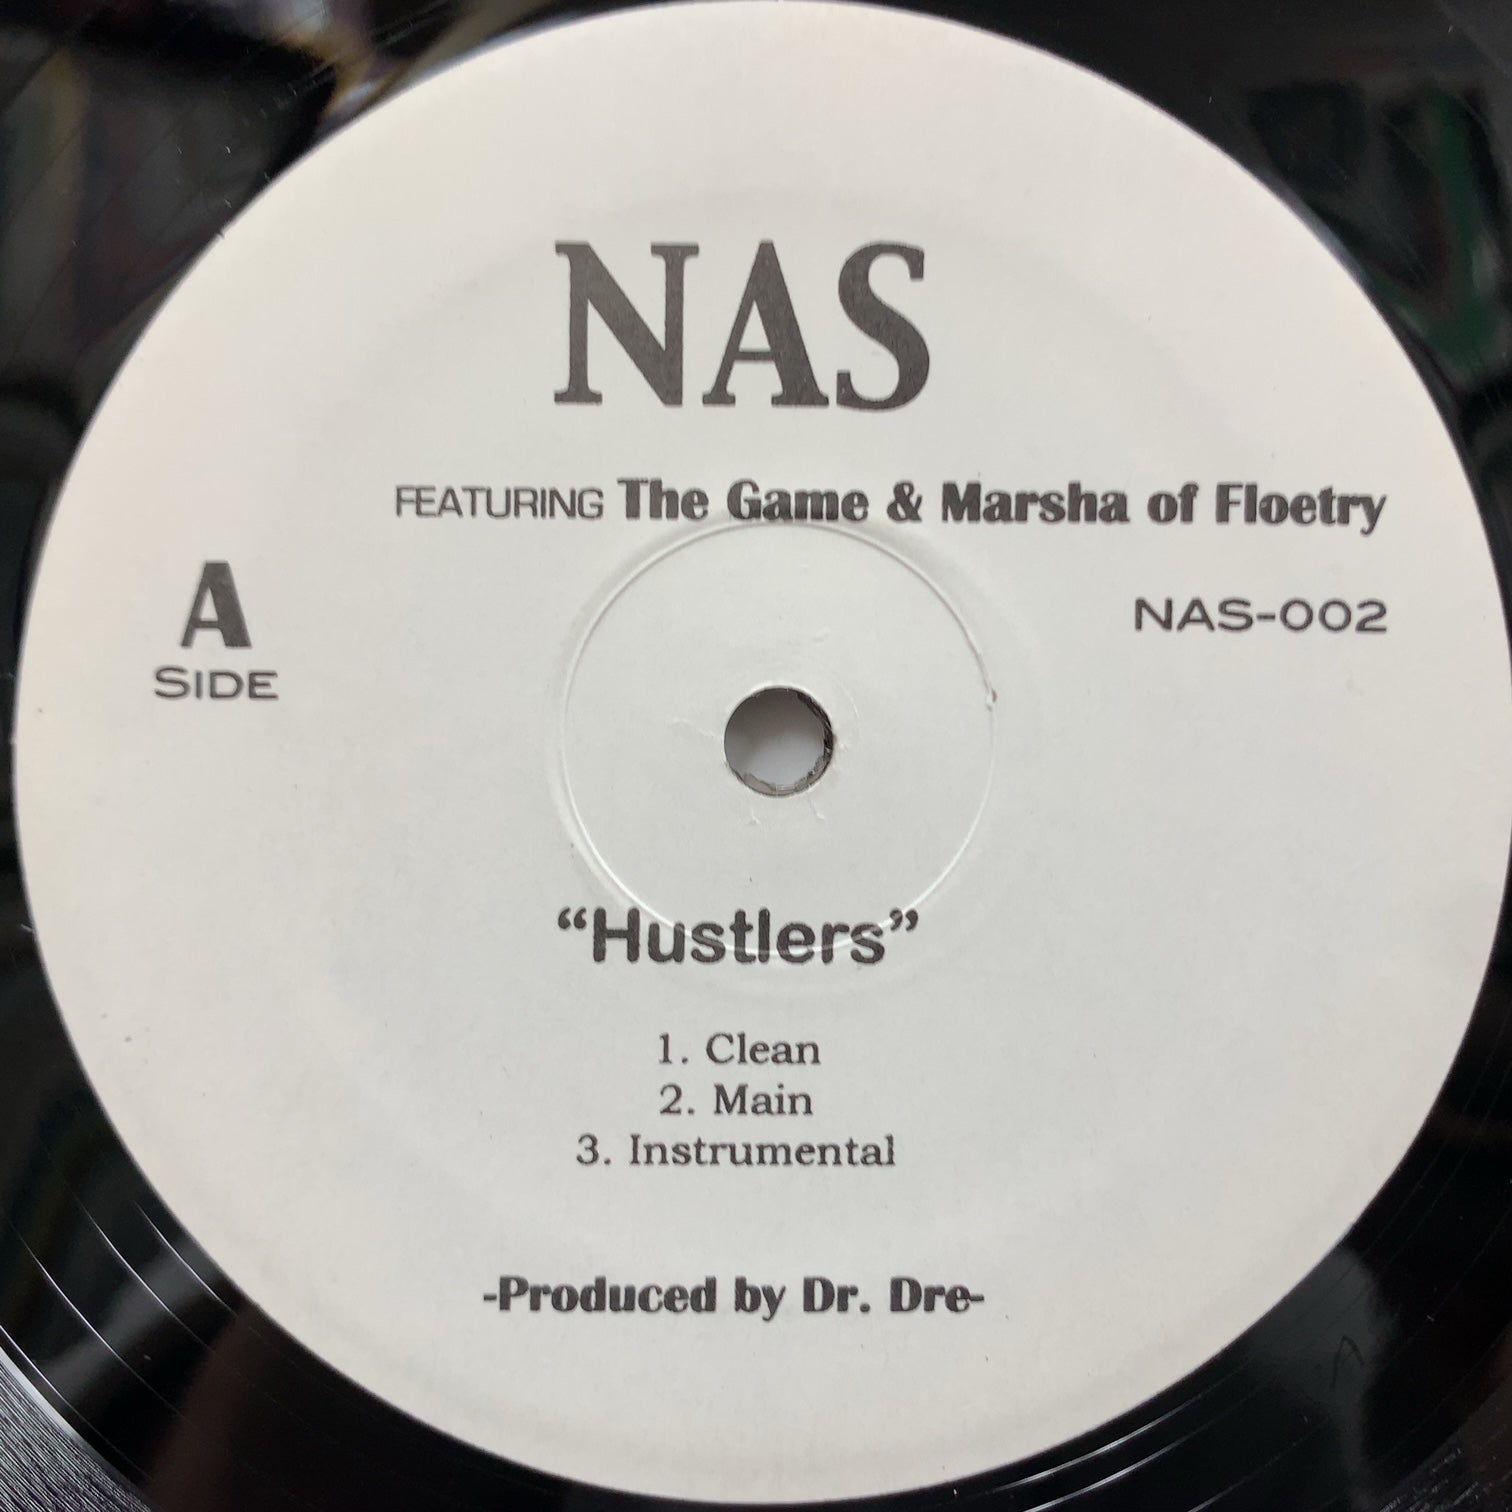 NAS
FEATURING The Game & Marsha of Floetry
A
SIDE
NAS-002
“Hustlers”
1. Clean
2. Main
3. Instrumental
-Produced by Dr. Dre-